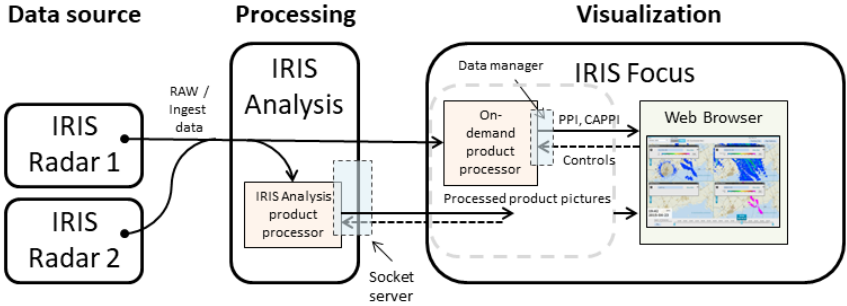 Data source
Processing
Visualization
IRIS
Radar 1
IRIS
Radar 2
RAW /
Ingest
data
IRIS
Analysis
IRIS Analysis
product
processor
Socket
server
Data manager
IRIS Focus
On-
demand
product
processor
PPI, CAPPI
Controls
Processed product pictures
Web Browser